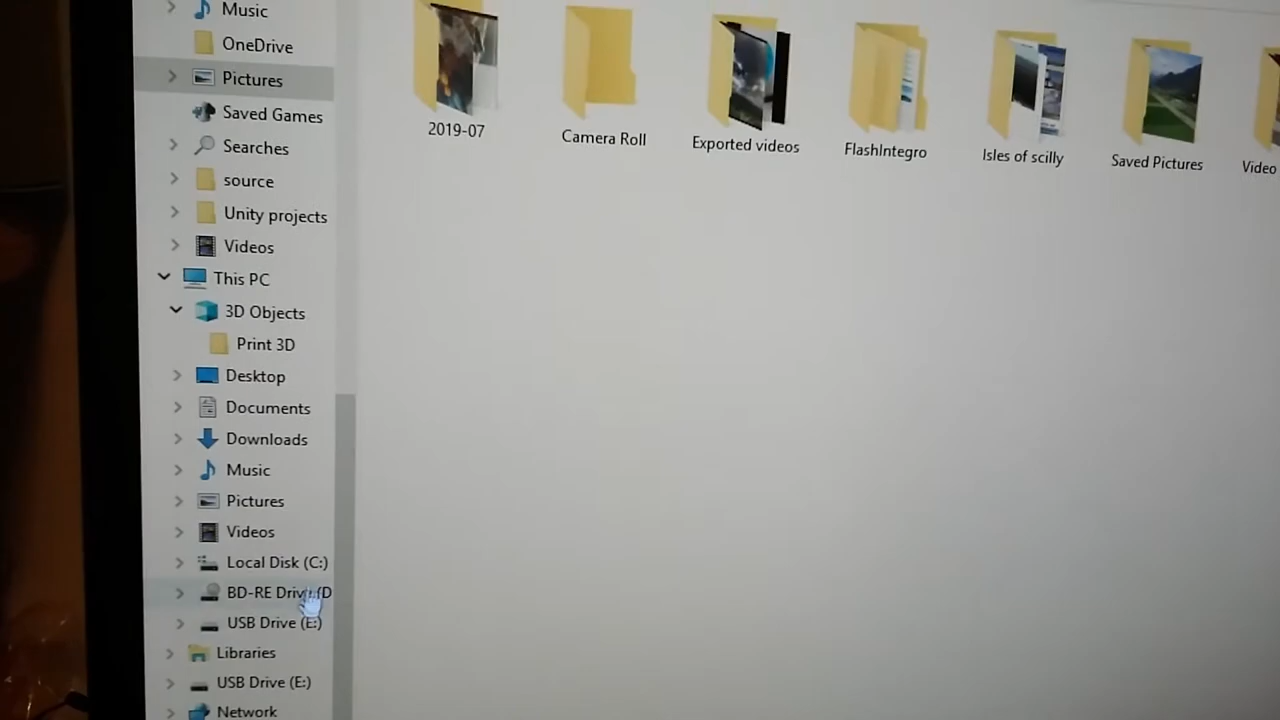 Music
OneDrive
Pictures
Saved Games
Searches
source
Unity projects
Videos
This PC
3D Objects
Print 3D
Desktop
Documents
Downloads
Music
Pictures
Videos
Local Disk (C:)
BD-RE Drive (D
USB Drive (E:)
Libraries
USB Drive (E:)
Network
2019-07
Camera Roll
Exported videos
FlashIntegro
Isles of scilly
Saved Pictures
Video